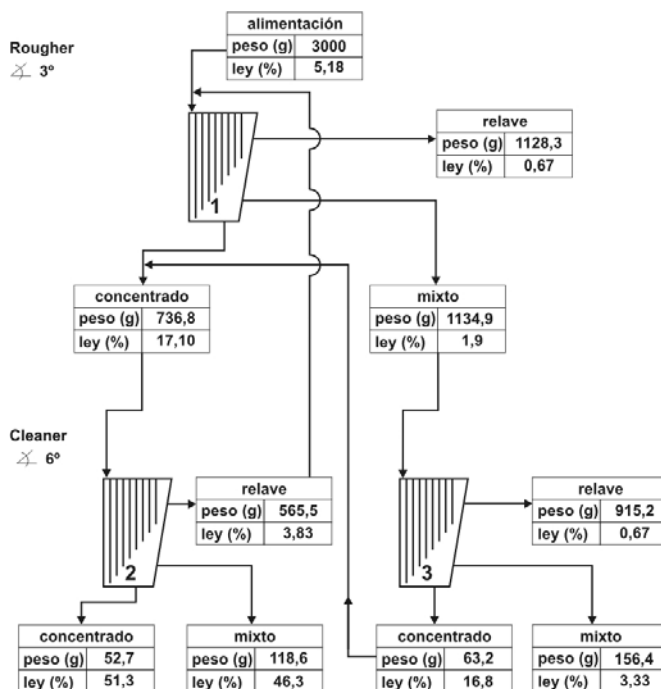 alimentación
peso (g) 3000
ley (%) 5,18
Rougher
3º
relave
peso (g) 1128,3
ley (%) 0,67
1
concentrado
peso (g) 736,8
ley (%) 17,10
mixto
peso (g) 1134,9
ley (%) 1,9
Cleaner
6º
relave
peso (g) 565,5
ley (%) 3,83
relave
peso (g) 915,2
ley (%) 0,67
2
3
concentrado
peso (g) 52,7
ley (%) 51,3
mixto
peso (g) 118,6
ley (%) 46,3
concentrado
peso (g) 63,2
ley (%) 16,8
mixto
peso (g) 156,4
ley (%) 3,33